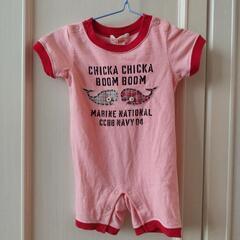 CHICKA CHICKA
BOOM BOOM
MARINE NATIONAL
CCBB NAVY 04